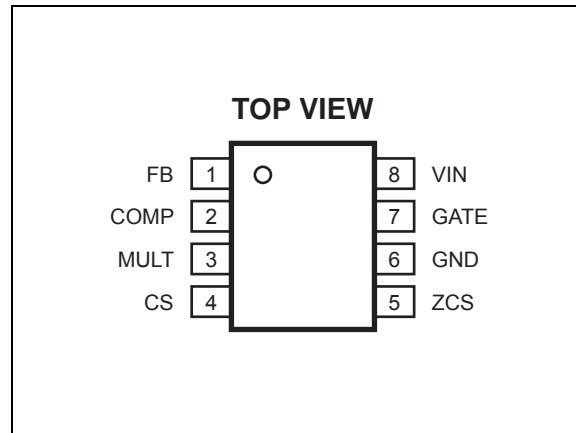 TOP VIEW
FB 1 8 VIN
COMP 2 7 GATE
MULT 3 6 GND
CS 4 5 ZCS